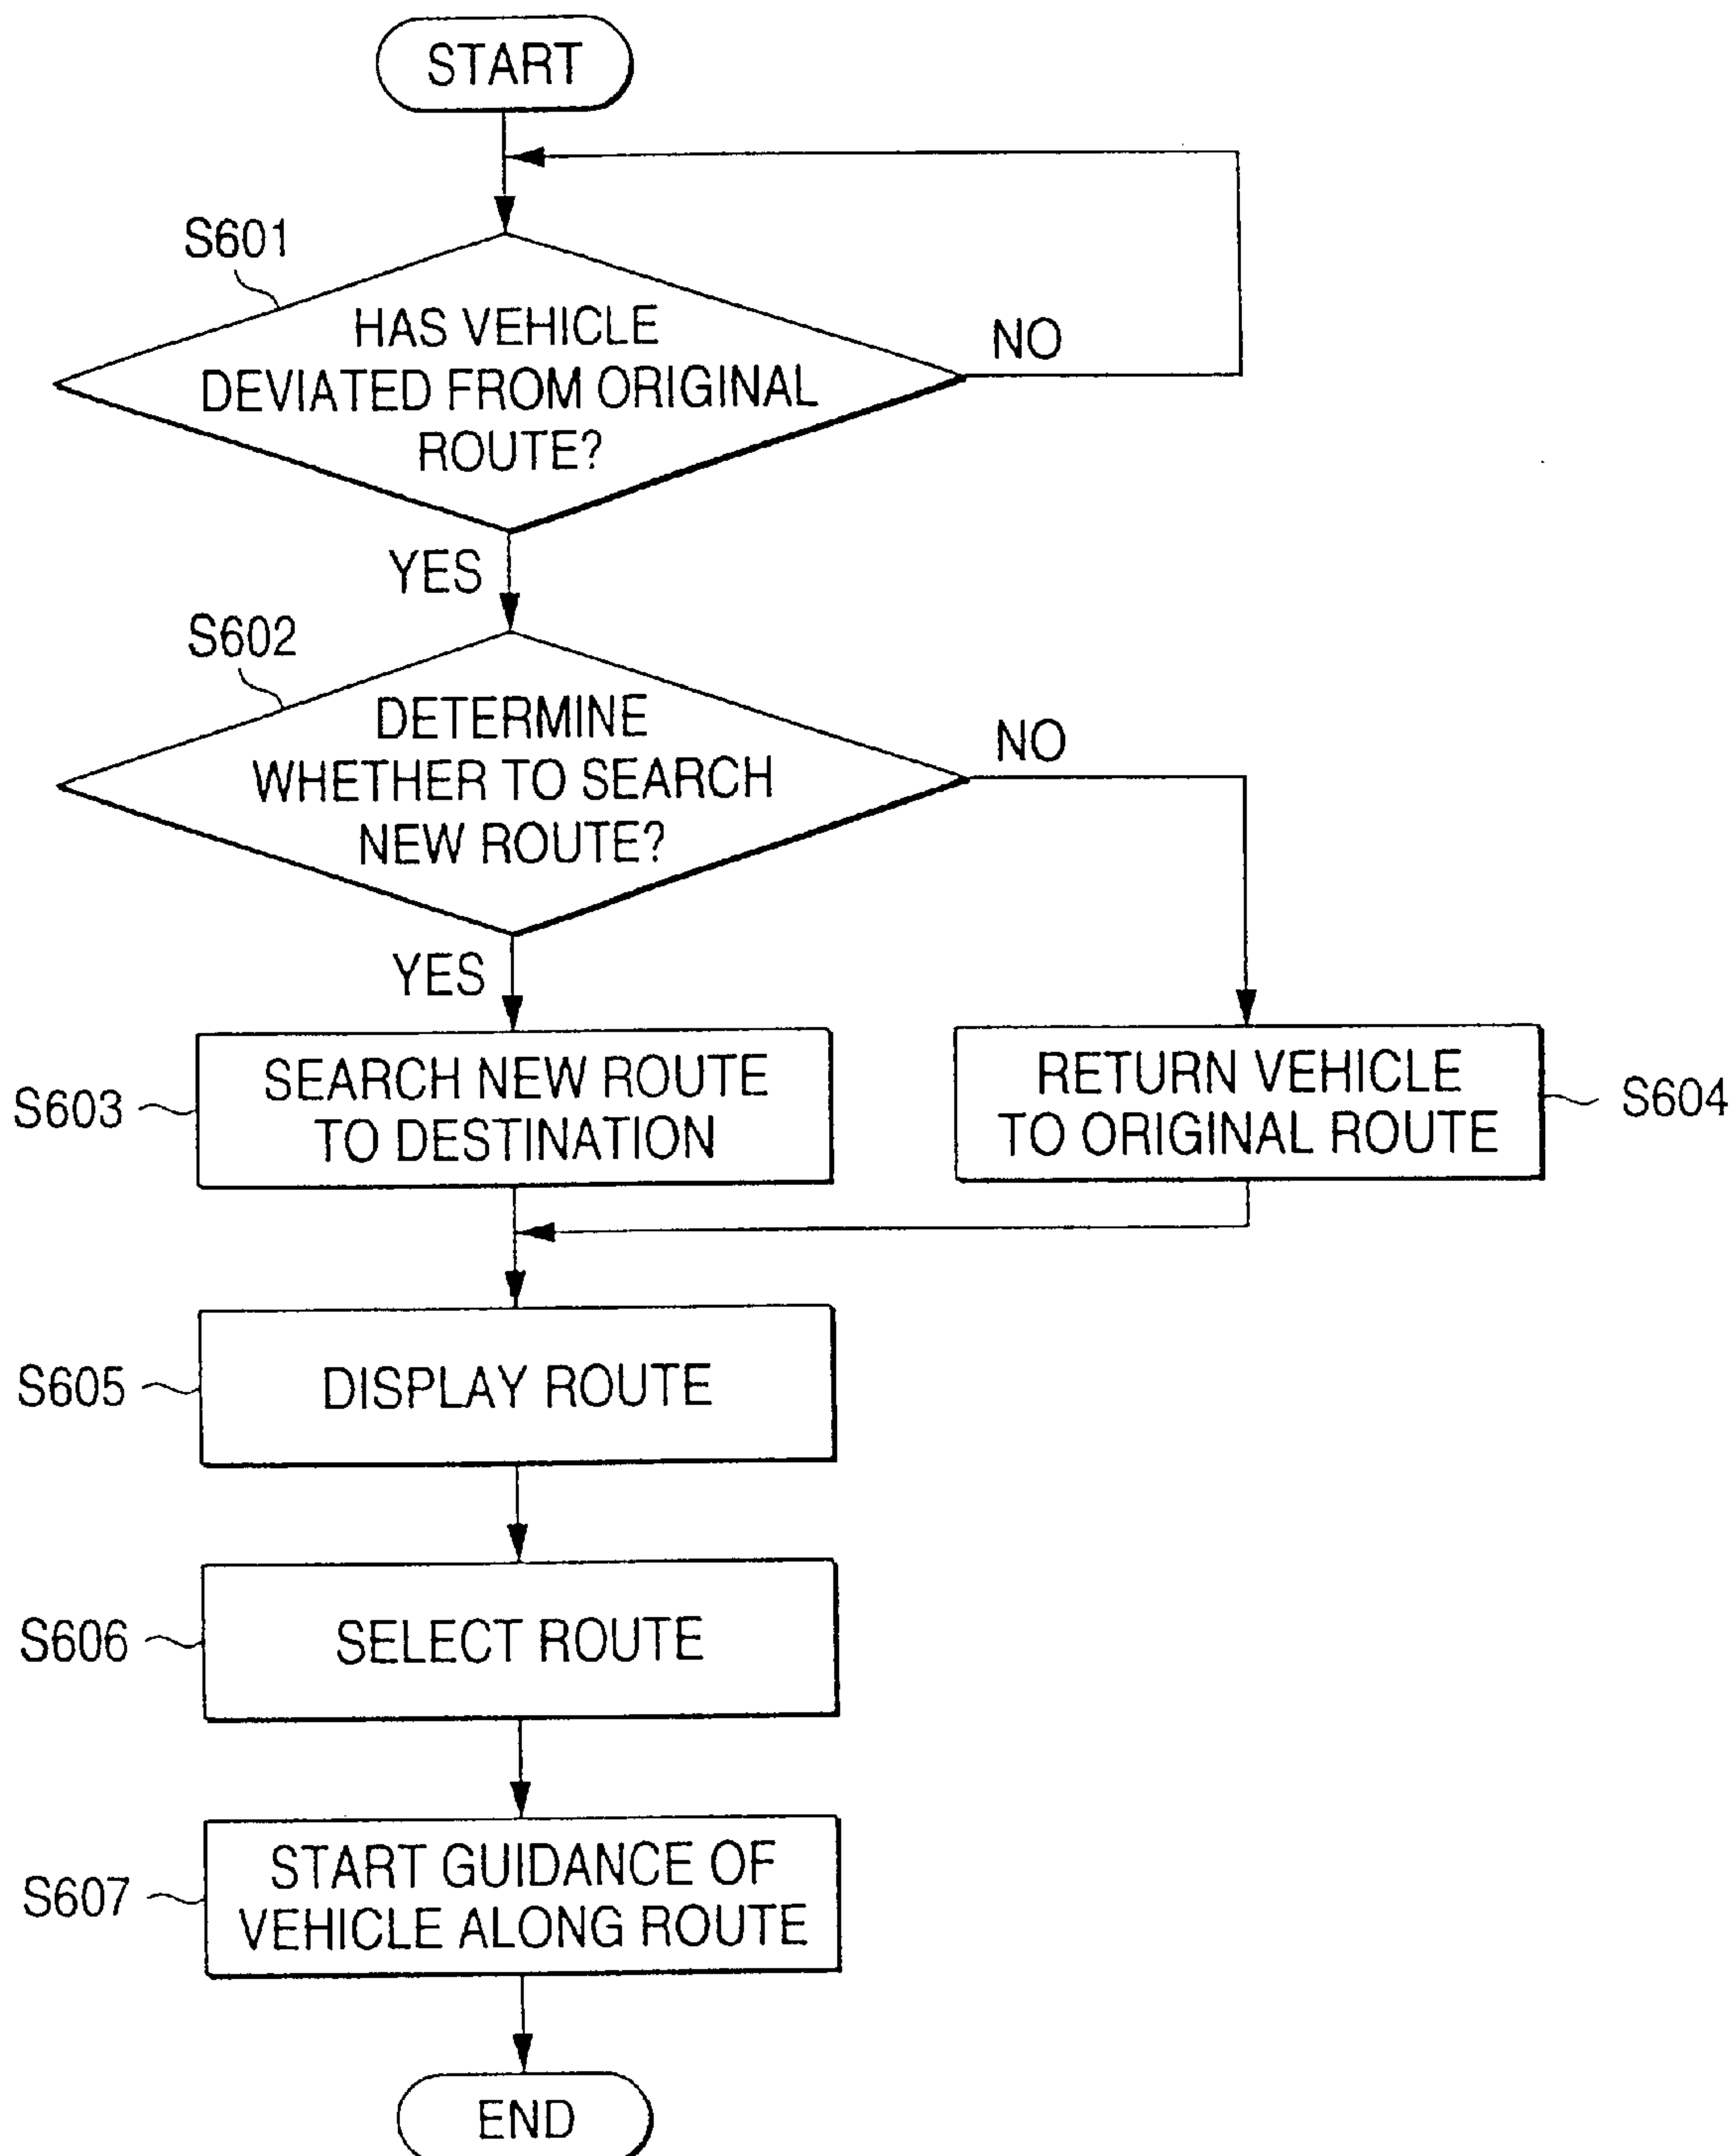 START
S601
HAS VEHICLE
DEVIATED FROM ORIGINAL
ROUTE?
NO
YES
S602
DETERMINE
WHETHER TO SEARCH
NEW ROUTE?
NO
YES
S603
SEARCH NEW ROUTE
TO DESTINATION
RETURN VEHICLE
TO ORIGINAL ROUTE
S604
S605
DISPLAY ROUTE
S606
SELECT ROUTE
S607
START GUIDANCE OF
VEHICLE ALONG ROUTE
END